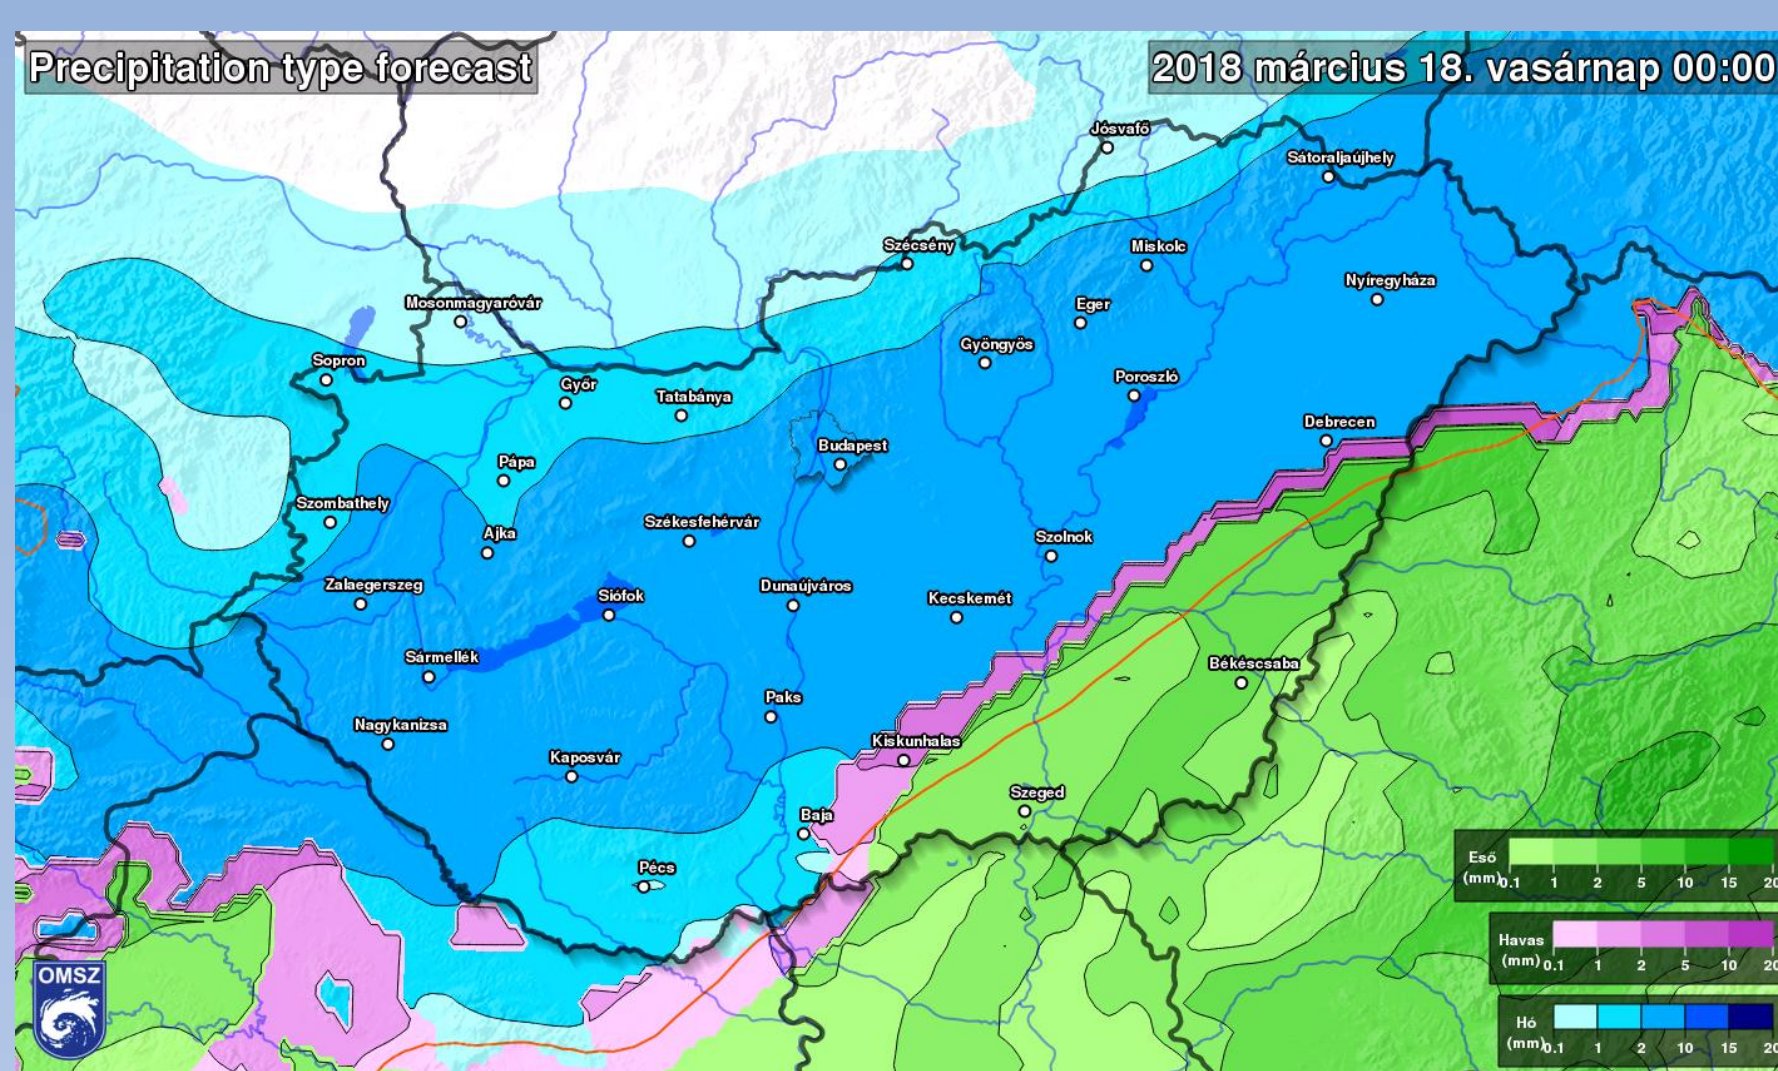 Precipitation type forecast
2018 március 18. vasárnap 00:00
Jósvafő
Sátoraljaújhely
Szécsény
Miskolc
Nyíregyháza
Mosonmagyaróvár
Eger
Gyöngyös
Sopron
Győr
Tatabánya
Poroszló
Debrecen
Budapest
Pápa
Szombathely
Ajka
Székesfehérvár
Szolnok
Zalaegerszeg
Siófok
Dunaújváros
Kecskemét
Sármellék
Békéscsaba
Paks
Nagykanizsa
Kiskunhalas
Kaposvár
Szeged
Baja
Pécs
Eső
(mm) 0.1 1 2 5 10 15 20
Havas
(mm) 0.1 1 2 5 10 20
Hó
(mm) 0.1 1 2 10 15 20
OMSZ